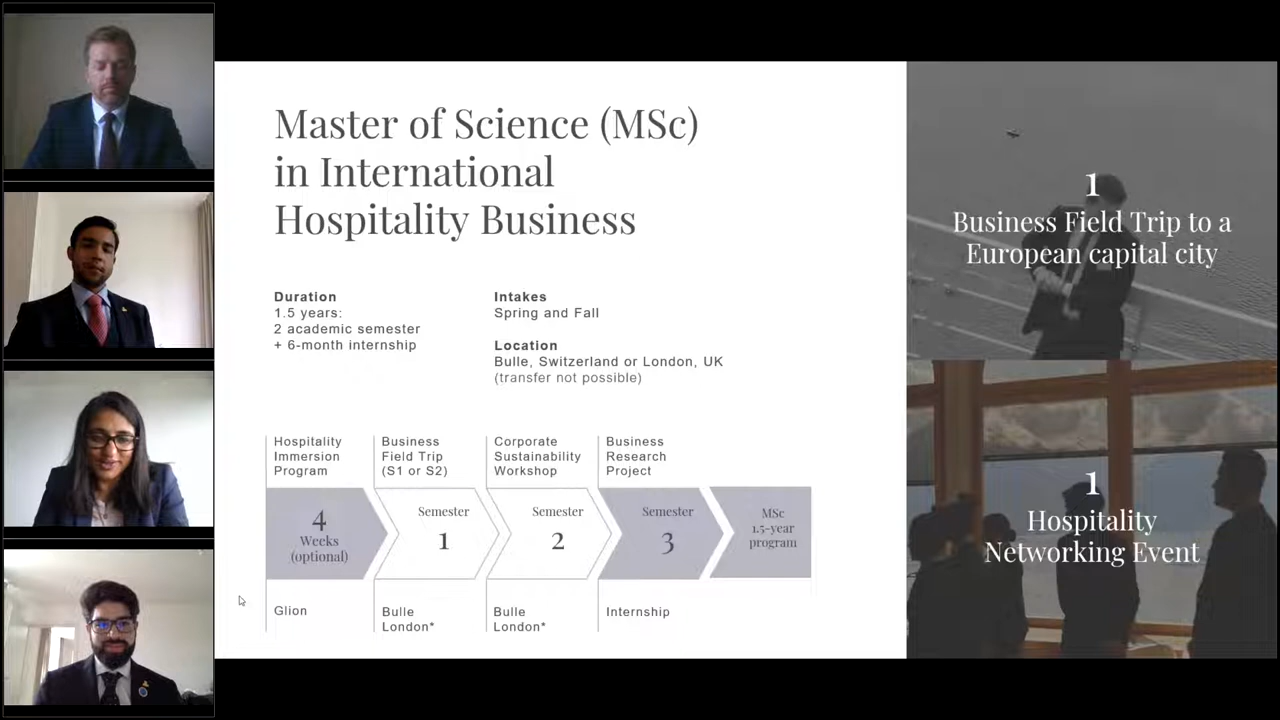 Master of Science (MSc)
in International
Hospitality Business
Duration
1.5 years:
2 academic semester
+ 6-month internship
Intakes
Spring and Fall
Location
Bulle, Switzerland or London, UK
(transfer not possible)
Hospitality
Immersion
Program
Business
Field Trip
(S1 or S2)
Corporate
Sustainability
Workshop
Business
Research
Project
4
Weeks
(optional)
Semester
1
Semester
2
Semester
3
MSc
1.5-year
program
Glion
Bulle
London*
Bulle
London*
Internship
1
Business Field Trip to a
European capital city
1
Hospitality
Networking Event